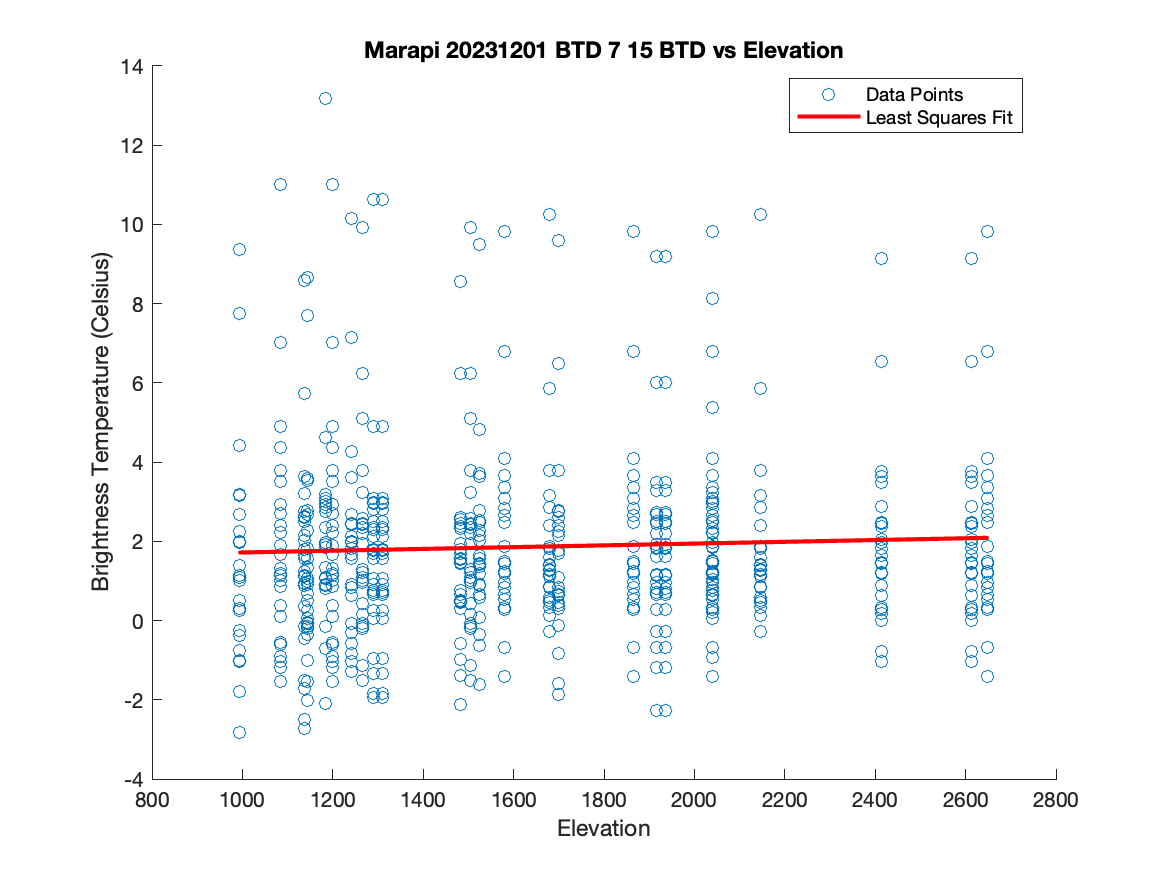 Marapi 20231201 BTD 7 15 BTD vs Elevation
Data Points
Least Squares Fit
14
12
10
8
6
4
2
0
-2
-4
Brightness Temperature (Celsius)
800 1000 1200 1400 1600 1800 2000 2200 2400 2600 2800
Elevation